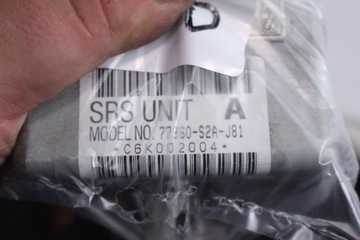 SRS UNIT A
MODEL NO. 77960-S2A-J81
*C6K002004*